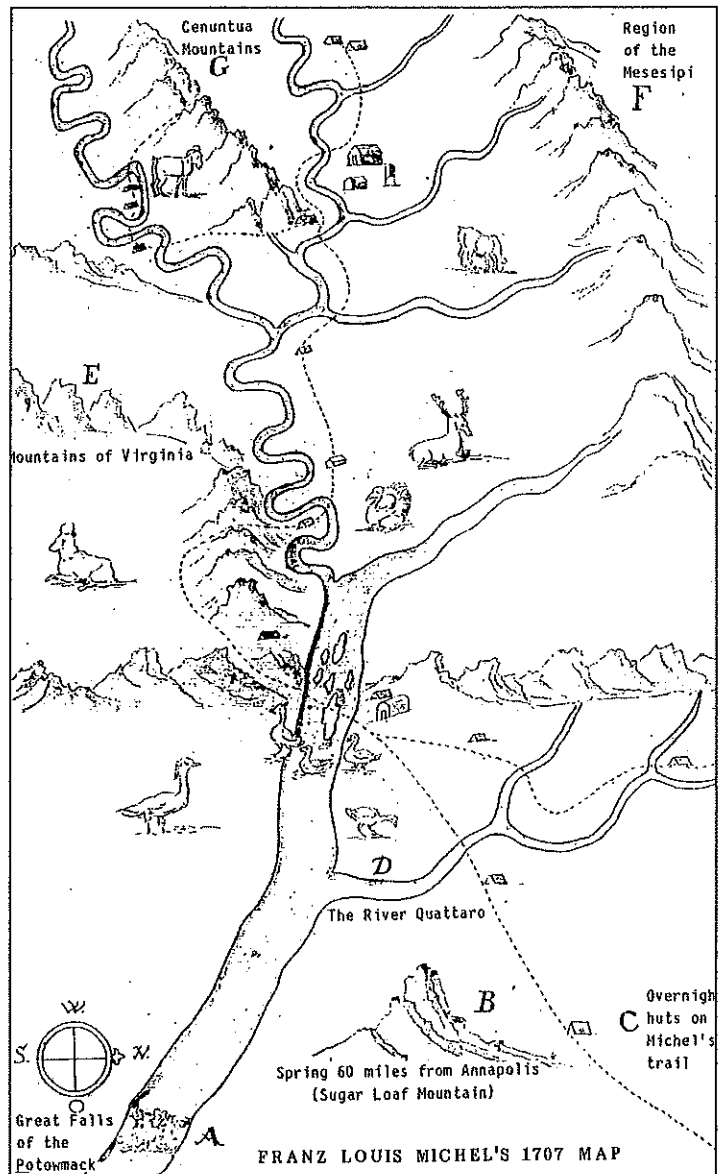 Cenuntua
Mountains
G
Region
of the
Mesesipi
F
E
Mountains of Virginia
D
The River Quattaro
B
Spring 60 miles from Annapolis
(Sugar Loaf Mountain)
C
Overnigh
huts on
Michel's
trail
W.
S.
N.
O
Great Falls
of the
Potowmack
A
FRANZ LOUIS MICHEL'S 1707 MAP